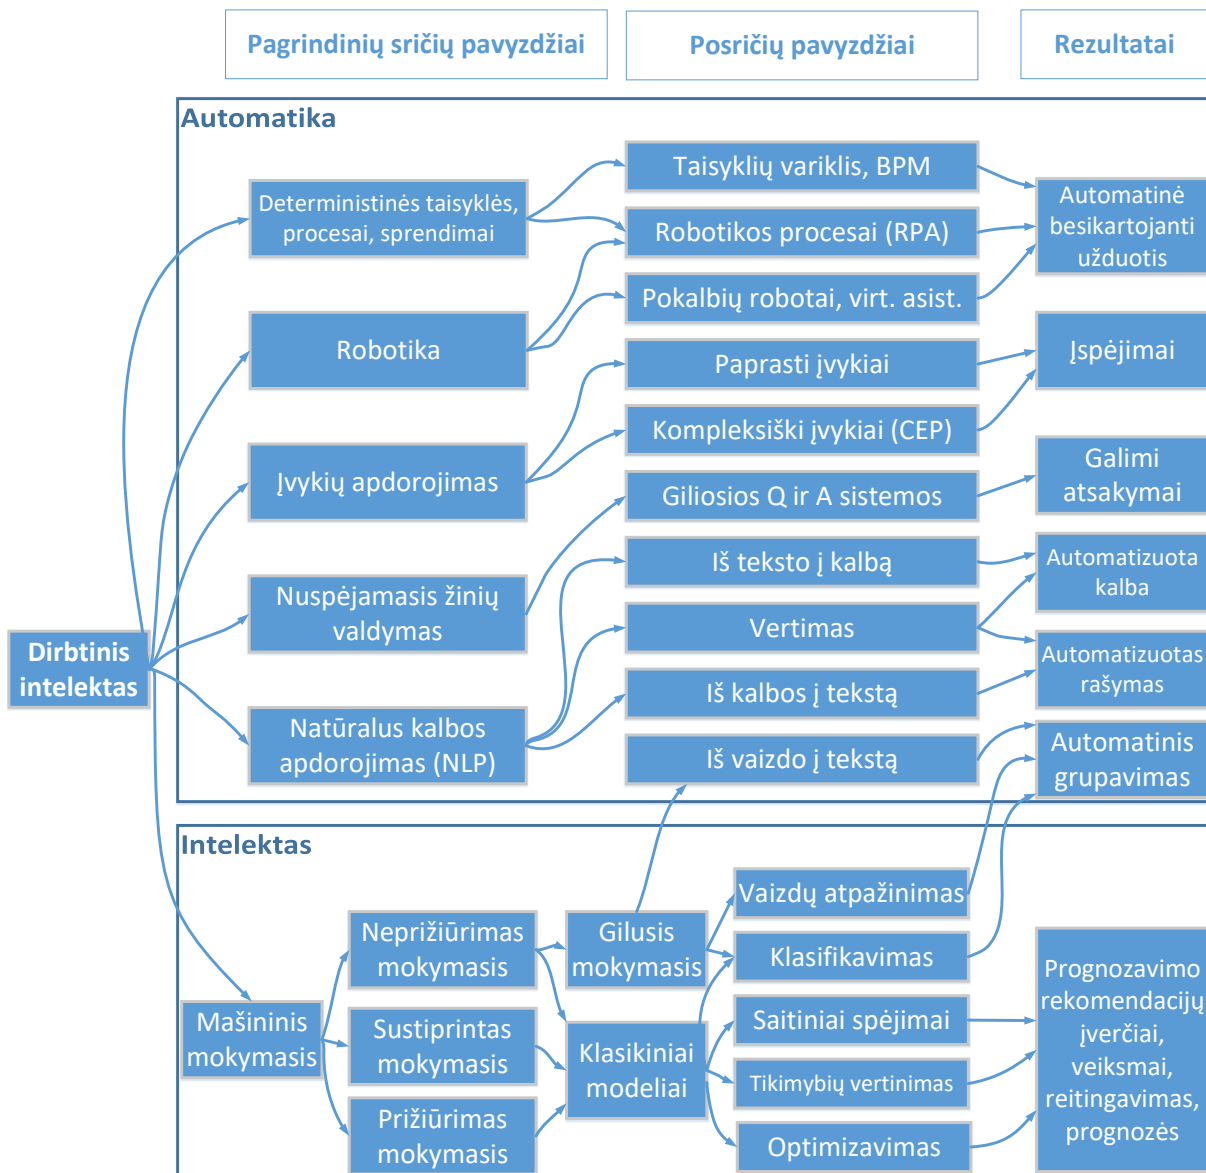 Pagrindinių sričių pavyzdžiai
Posričių pavyzdžiai
Rezultatai
Automatika
Deterministinės taisyklės,
procesai, sprendimai
Robotika
Įvykių apdorojimas
Nuspėjamasis žinių
valdymas
Natūralus kalbos
apdorojimas (NLP)
Dirbtinis
intelektas
Taisyklių variklis, BPM
Robotikos procesai (RPA)
Pokalbių robotai, virt. asist.
Paprasti įvykiai
Kompleksiški įvykiai (CEP)
Giliosios Q ir A sistemos
Iš teksto į kalbą
Vertimas
Iš kalbos į tekstą
Iš vaizdo į tekstą
Automatinė
besikartojanti
užduotis
Įspėjimai
Galimi
atsakymai
Automatizuota
kalba
Automatizuotas
rašymas
Automatinis
grupavimas
Intelektas
Mašininis
mokymasis
Neprižiūrimas
mokymasis
Sustiprintas
mokymasis
Prižiūrimas
mokymasis
Gilusis
mokymasis
Klasikiniai
modeliai
Vaizdų atpažinimas
Klasifikavimas
Saitiniai spėjimai
Tikimybių vertinimas
Optimizavimas
Prognozavimo
rekomendacijų
įverčiai,
veiksmai,
reitingavimas,
prognozės